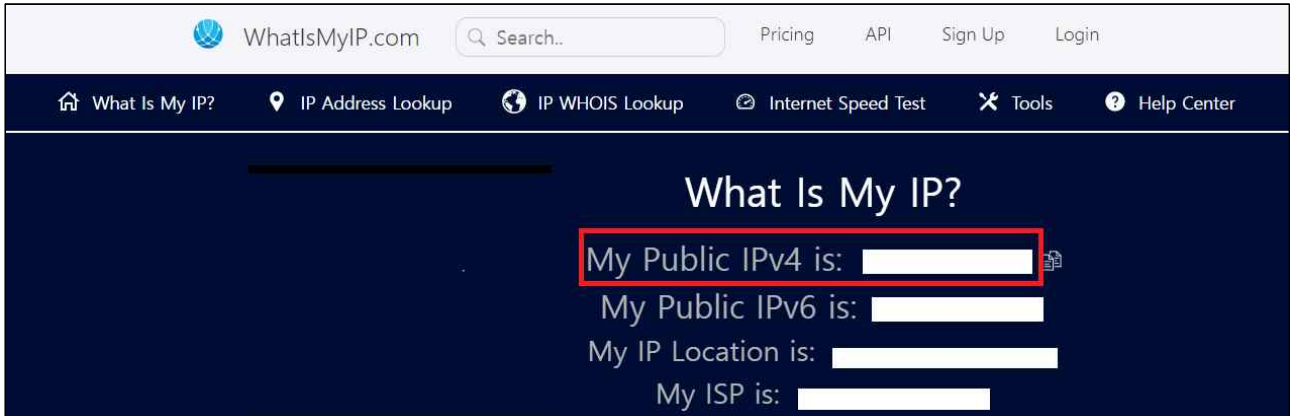 WhatIsMyIP.com Search.. Pricing API Sign Up Login
What Is My IP? IP Address Lookup IP WHOIS Lookup Internet Speed Test Tools Help Center
What Is My IP?
My Public IPv4 is:
My Public IPv6 is:
My IP Location is:
My ISP is: